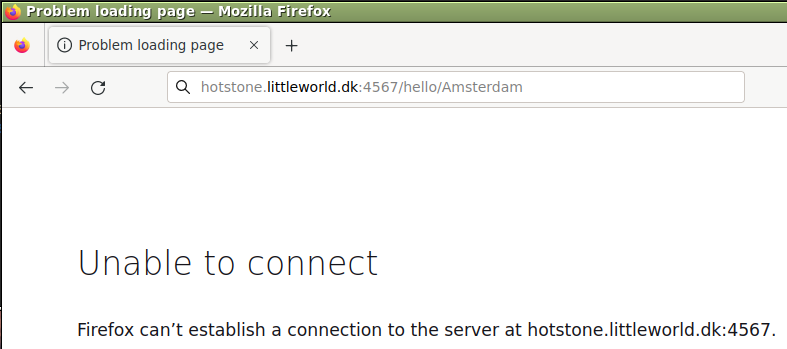 Problem loading page — Mozilla Firefox
Problem loading page
hotstone.littleworld.dk:4567/hello/Amsterdam
Unable to connect
Firefox can’t establish a connection to the server at hotstone.littleworld.dk:4567.